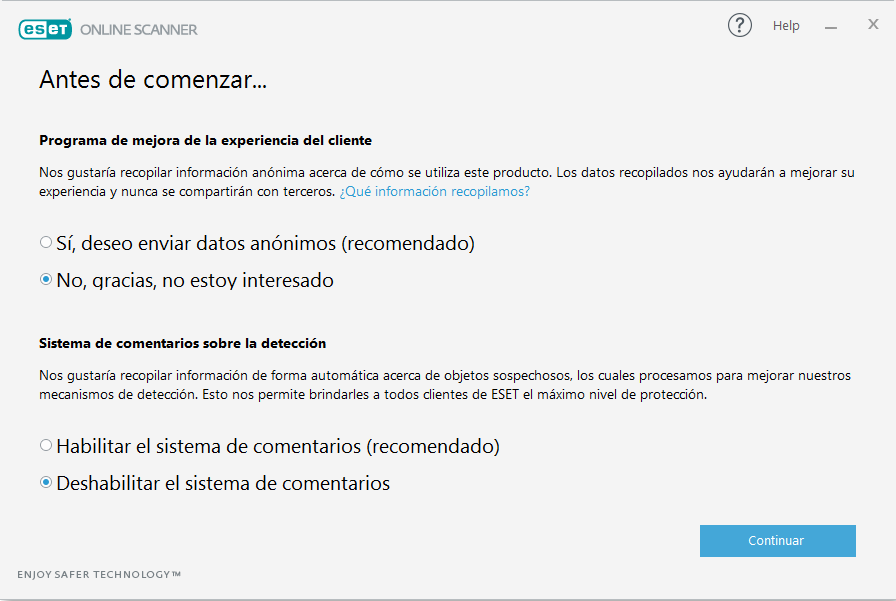 eset ONLINE SCANNER
? Help
Antes de comenzar...
Programa de mejora de la experiencia del cliente
Nos gustaría recopilar información anónima acerca de cómo se utiliza este producto. Los datos recopilados nos ayudarán a mejorar su
experiencia y nunca se compartirán con terceros. ¿Qué información recopilamos?
Sí, deseo enviar datos anónimos (recomendado)
No, gracias, no estoy interesado
Sistema de comentarios sobre la detección
Nos gustaría recopilar información de forma automática acerca de objetos sospechosos, los cuales procesamos para mejorar nuestros
mecanismos de detección. Esto nos permite brindarles a todos clientes de ESET el máximo nivel de protección.
Habilitar el sistema de comentarios (recomendado)
Deshabilitar el sistema de comentarios
Continuar
ENJOY SAFER TECHNOLOGY™